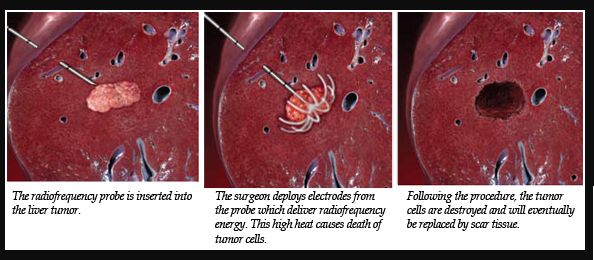 The radiofrequency probe is inserted into
the liver tumor.
The surgeon deploys electrodes from
the probe which deliver radiofrequency
energy. This high heat causes death of
tumor cells.
Following the procedure, the tumor
cells are destroyed and will eventually
be replaced by scar tissue.